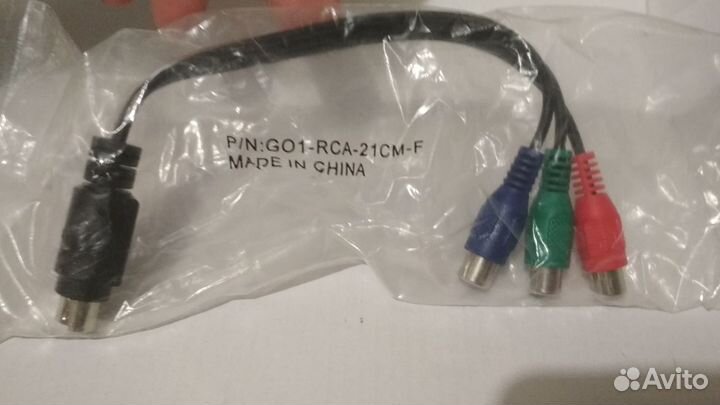 P/N:GO1-RCA-21CM-F
MADE IN CHINA
Avito